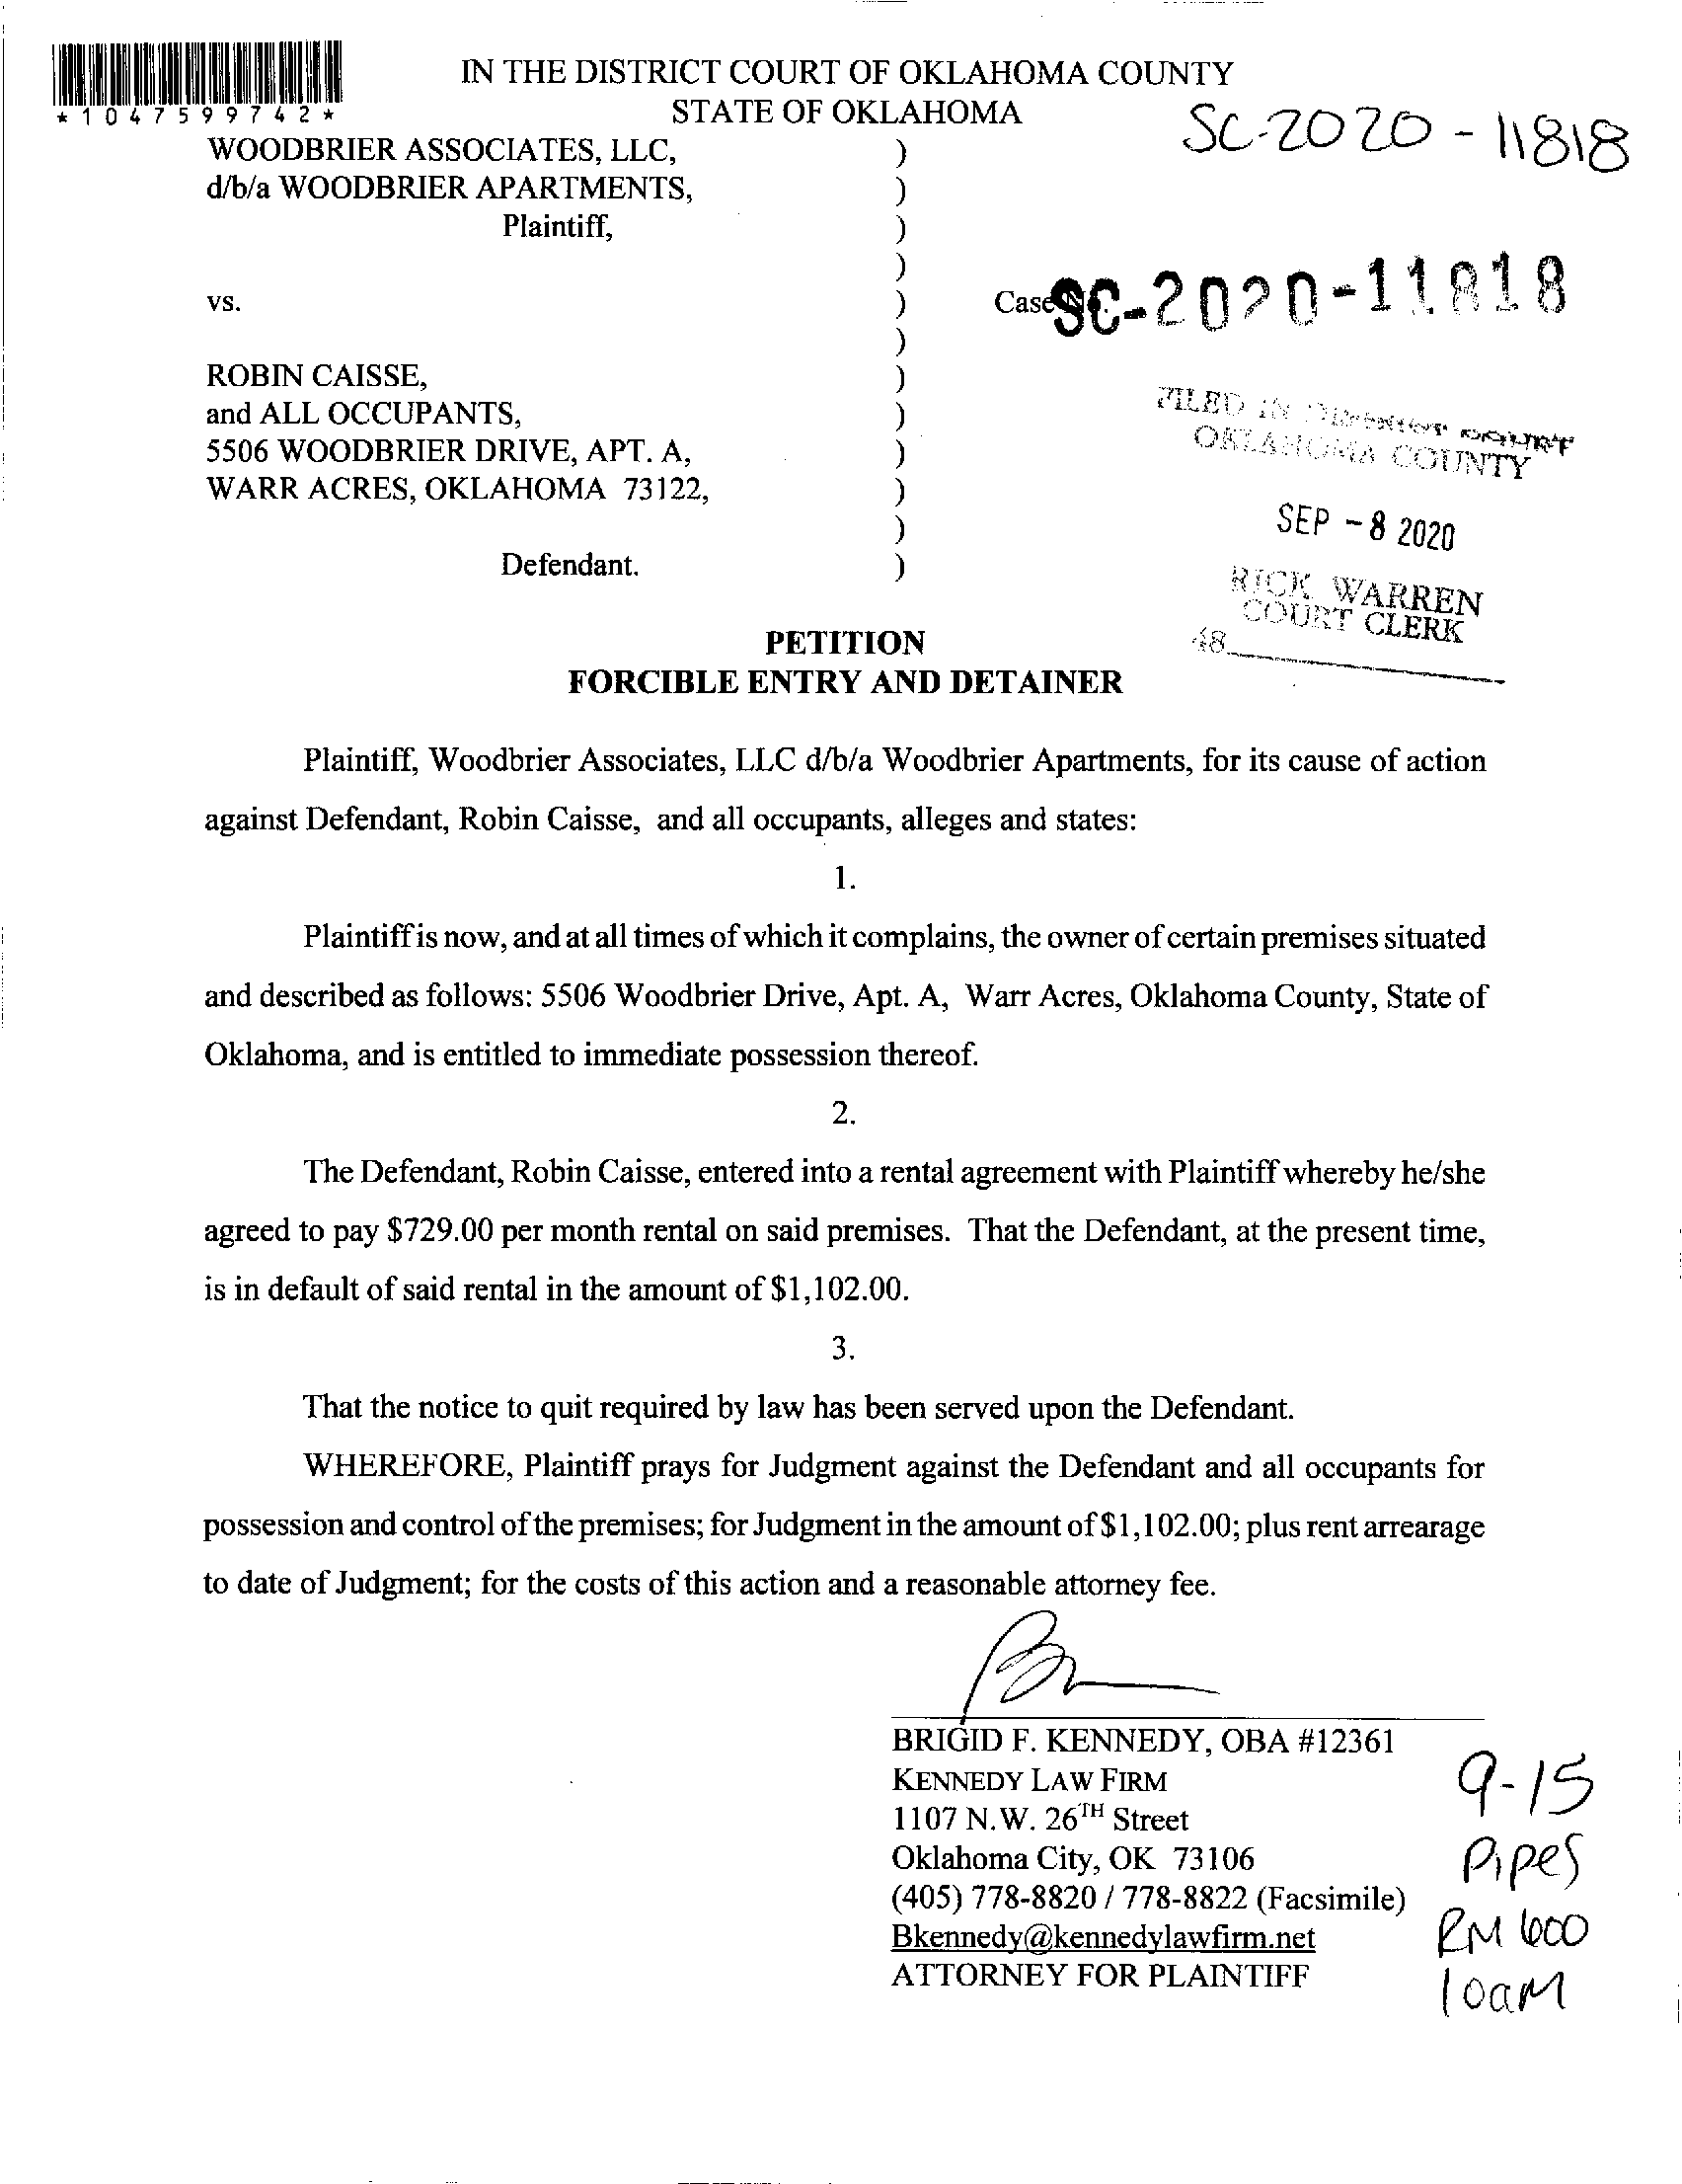 IN THE DISTRICT COURT OF OKLAHOMA COUNTY
STATE OF OKLAHOMA
*1047599742*
SC-2020-11818
WOODBRIER ASSOCIATES, LLC, )
d/b/a WOODBRIER APARTMENTS, )
Plaintiff, )
)
vs. ) Case SC-2020-11818
)
ROBIN CAISSE, )
and ALL OCCUPANTS, )
5506 WOODBRIER DRIVE, APT. A, )
WARR ACRES, OKLAHOMA 73122, )
)
Defendant. )
FILED IN DISTRICT COURT
OKLAHOMA COUNTY
SEP -8 2020
RICK WARREN
COURT CLERK
48
PETITION
FORCIBLE ENTRY AND DETAINER
Plaintiff, Woodbrier Associates, LLC d/b/a Woodbrier Apartments, for its cause of action
against Defendant, Robin Caisse, and all occupants, alleges and states:
1.
Plaintiff is now, and at all times of which it complains, the owner of certain premises situated
and described as follows: 5506 Woodbrier Drive, Apt. A, Warr Acres, Oklahoma County, State of
Oklahoma, and is entitled to immediate possession thereof.
2.
The Defendant, Robin Caisse, entered into a rental agreement with Plaintiff whereby he/she
agreed to pay $729.00 per month rental on said premises. That the Defendant, at the present time,
is in default of said rental in the amount of $1,102.00.
3.
That the notice to quit required by law has been served upon the Defendant.
WHEREFORE, Plaintiff prays for Judgment against the Defendant and all occupants for
possession and control of the premises; for Judgment in the amount of $1,102.00; plus rent arrearage
to date of Judgment; for the costs of this action and a reasonable attorney fee.
BRIGID F. KENNEDY, OBA #12361
KENNEDY LAW FIRM
1107 N.W. 26TH Street
Oklahoma City, OK 73106
(405) 778-8820 / 778-8822 (Facsimile)
Bkennedy@kennedylawfirm.net
ATTORNEY FOR PLAINTIFF
9-15
Pipes
RM 600
10am